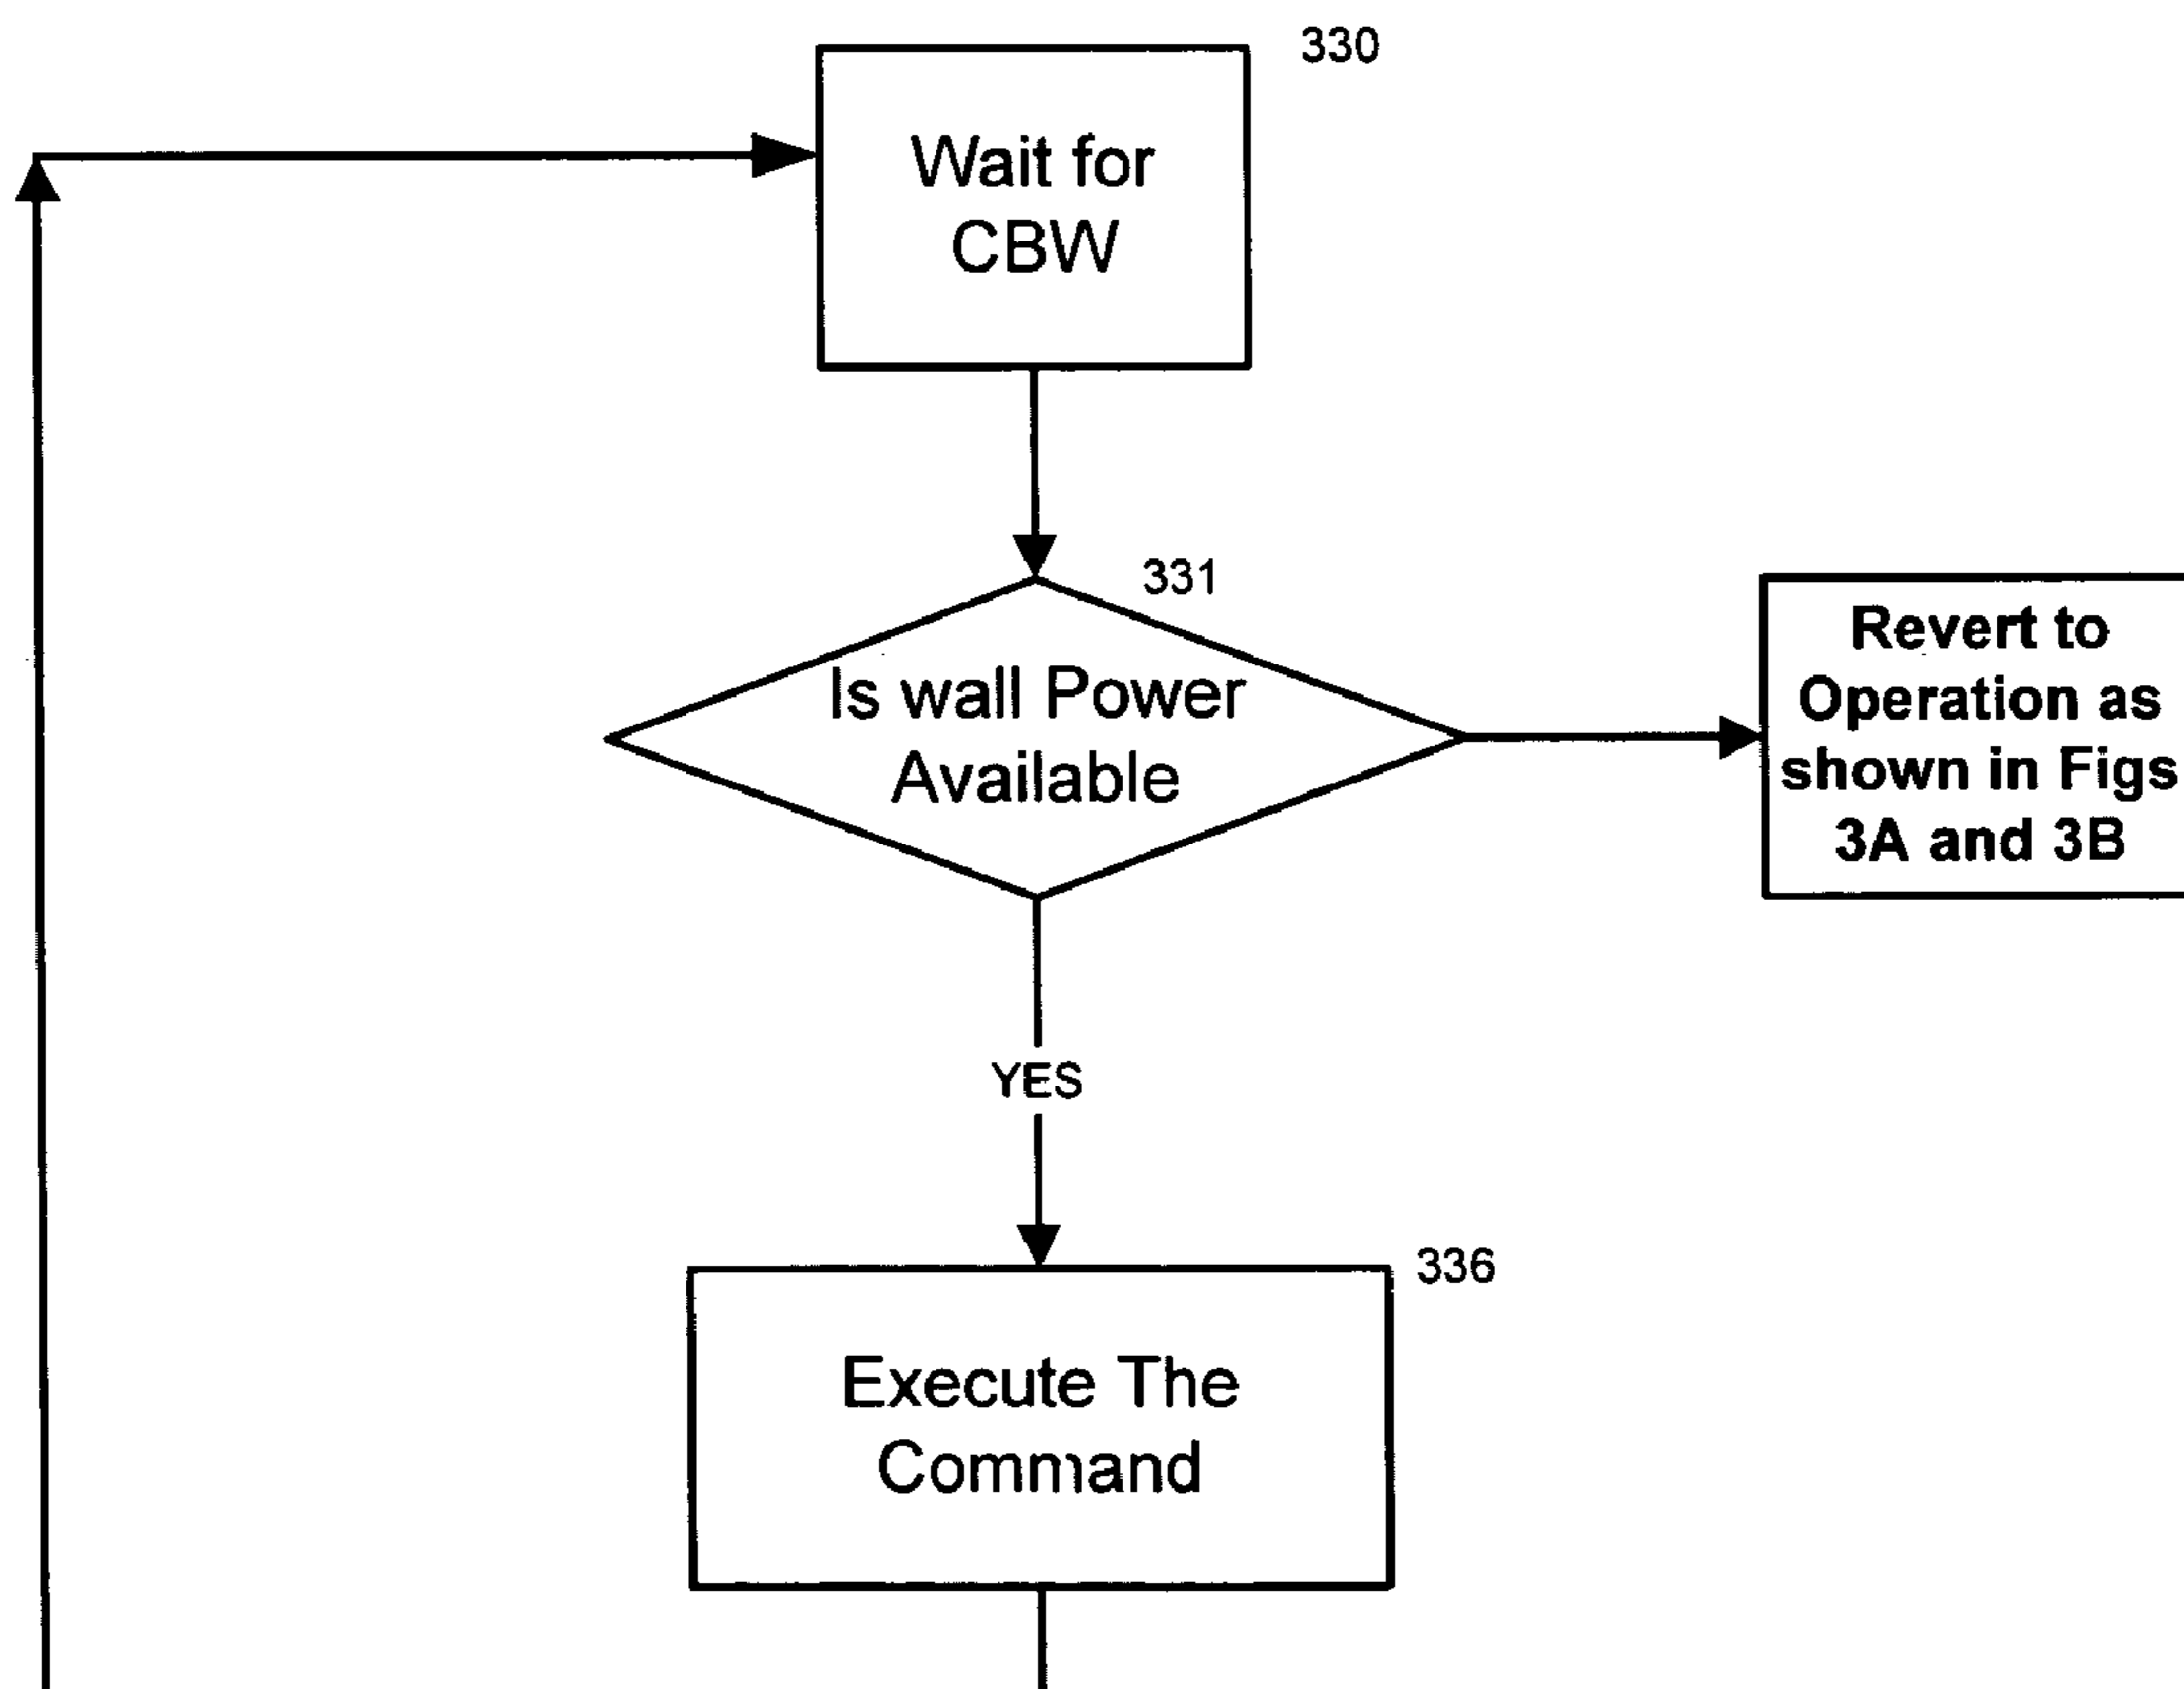 330
Wait for
CBW
331
Is wall Power
Available
Revert to
Operation as
shown in Figs
3A and 3B
YES
336
Execute The
Command